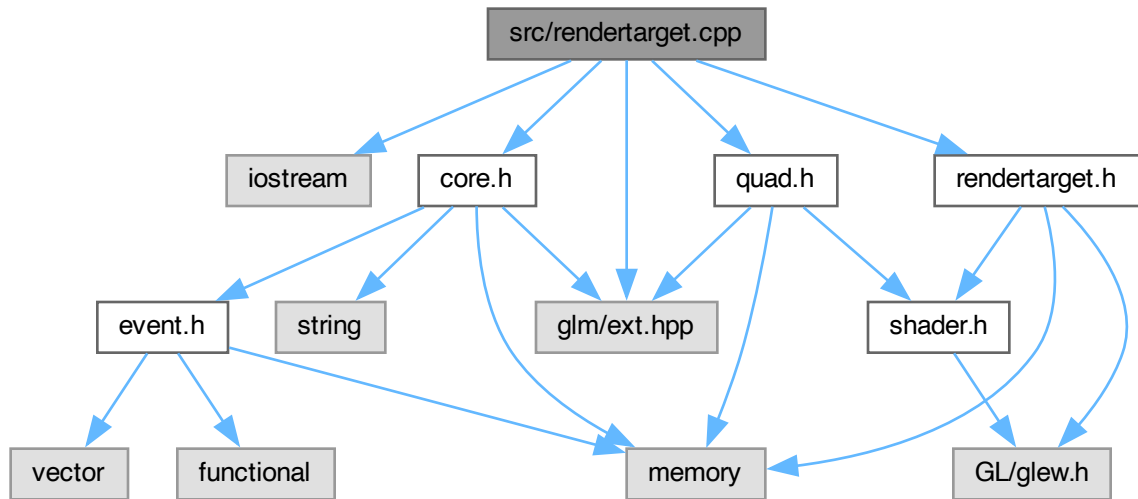 src/rendertarget.cpp
iostream
core.h
quad.h
rendertarget.h
event.h
string
glm/ext.hpp
shader.h
vector
functional
memory
GL/glew.h